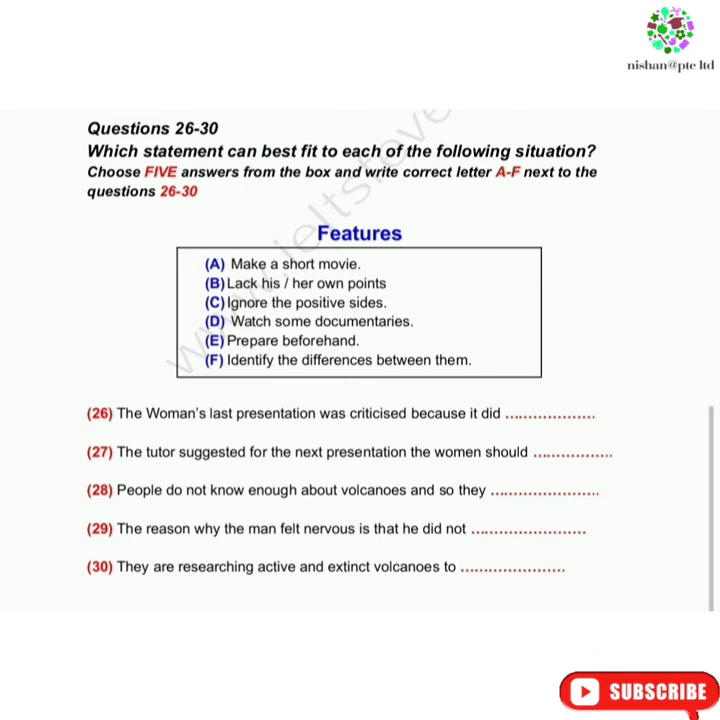 nishan@pte ltd
Questions 26-30
Which statement can best fit to each of the following situation?
Choose FIVE answers from the box and write correct letter A-F next to the
questions 26-30
Features
(A) Make a short movie.
(B) Lack his / her own points
(C) Ignore the positive sides.
(D) Watch some documentaries.
(E) Prepare beforehand.
(F) Identify the differences between them.
(26) The Woman's last presentation was criticised because it did ...................
(27) The tutor suggested for the next presentation the women should .................
(28) People do not know enough about volcanoes and so they .......................
(29) The reason why the man felt nervous is that he did not ........................
(30) They are researching active and extinct volcanoes to ......................
SUBSCRIBE